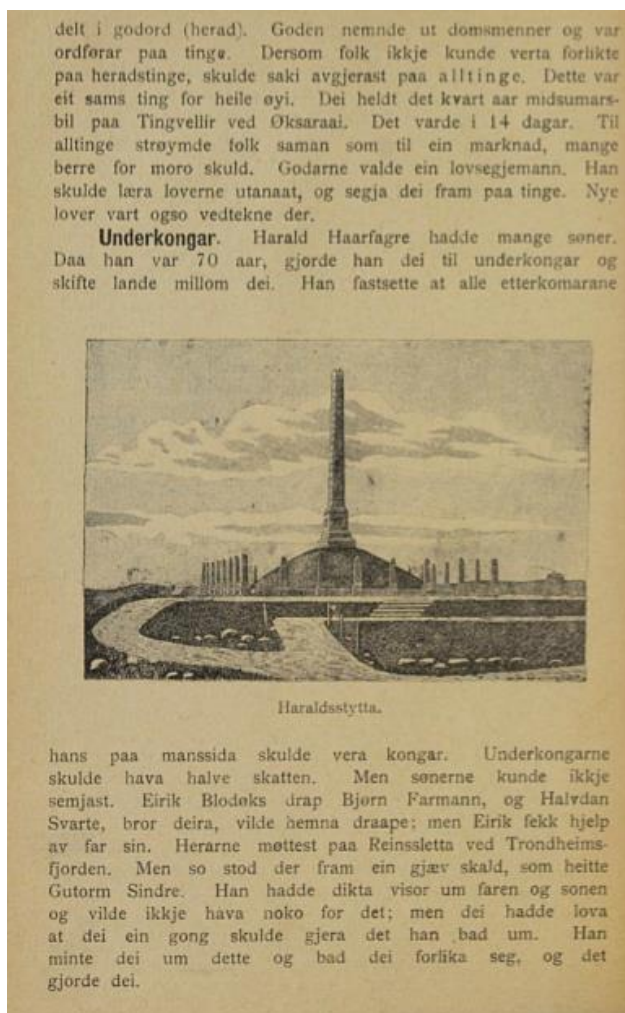 delt i godord (herad). Goden nemnde ut domsmenner og var
ordførar paa tinge. Dersom folk ikkje kunde verta forlikte
paa heradstinge, skulde saki avgjerast paa alltinge. Dette var
eit sams ting for heile øyi. Dei heldt det kvart aar midsumars-
bil paa Tingvellir ved Øksaraai. Det varde i 14 dagar. Til
alltinge strøymde folk saman som til ein marknad, mange
berre for moro skuld. Godarne valde ein lovsegjemann. Han
skulde læra loverne utanaat, og segja dei fram paa tinge. Nye
lover vart ogso vedtekne der.
Underkongar. Harald Haarfagre hadde mange søner.
Daa han var 70 aar, gjorde han dei til underkongar og
skifte lande millom dei. Han fastsette at alle etterkomarane
Haraldsstytta.
hans paa manssida skulde vera kongar. Underkongarne
skulde hava halve skatten. Men sønerne kunde ikkje
semjast. Eirik Blodøks drap Bjørn Farmann, og Halvdan
Svarte, bror deira, vilde hemna draape; men Eirik fekk hjelp
av far sin. Herarne møttest paa Reinssletta ved Trondheims-
fjorden. Men so stod der fram ein gjæv skald, som heitte
Gutorm Sindre. Han hadde dikta visor um faren og sonen
og vilde ikkje hava noko for det; men dei hadde lova
at dei ein gong skulde gjera det han bad um. Han
minte dei um dette og bad dei forlika seg, og det
gjorde dei.